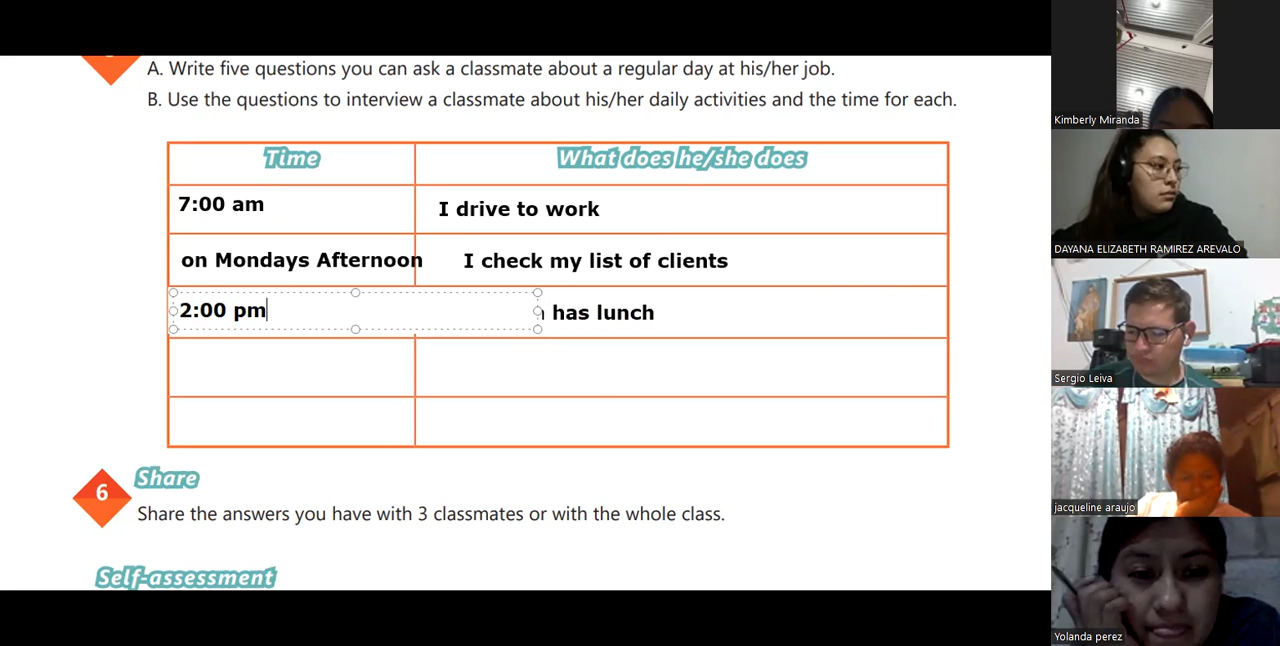 A. Write five questions you can ask a classmate about a regular day at his/her job.
B. Use the questions to interview a classmate about his/her daily activities and the time for each.
Time What does he/she does
7:00 am I drive to work
on Mondays Afternoon I check my list of clients
2:00 pm has lunch
6 Share
Share the answers you have with 3 classmates or with the whole class.
Self-assessment
Kimberly Miranda
DAYANA ELIZABETH RAMIREZ AREVALO
Sergio Leiva
jacqueline araujo
Yolanda perez